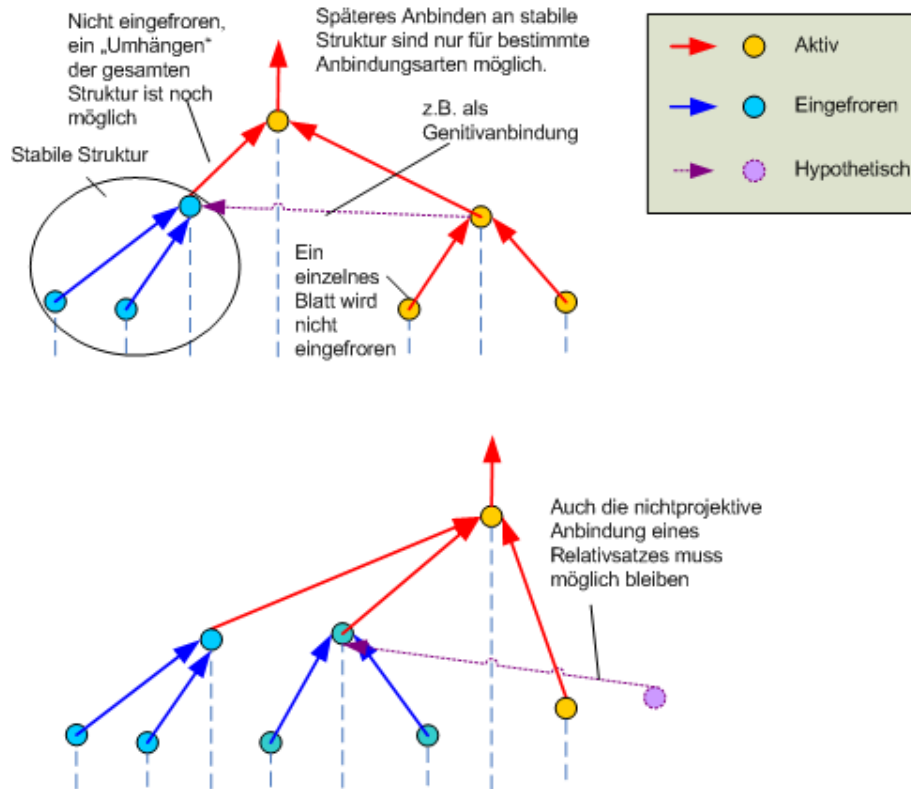 Nicht eingefroren,
ein „Umhängen“
der gesamten
Struktur ist noch
möglich
Späteres Anbinden an stabile
Struktur sind nur für bestimmte
Anbindungsarten möglich.
z.B. als
Genitivanbindung
Stabile Struktur
Ein
einzelnes
Blatt wird
nicht
eingefroren
Aktiv
Eingefroren
Hypothetisch
Auch die nichtprojektive
Anbindung eines
Relativsatzes muss
möglich bleiben